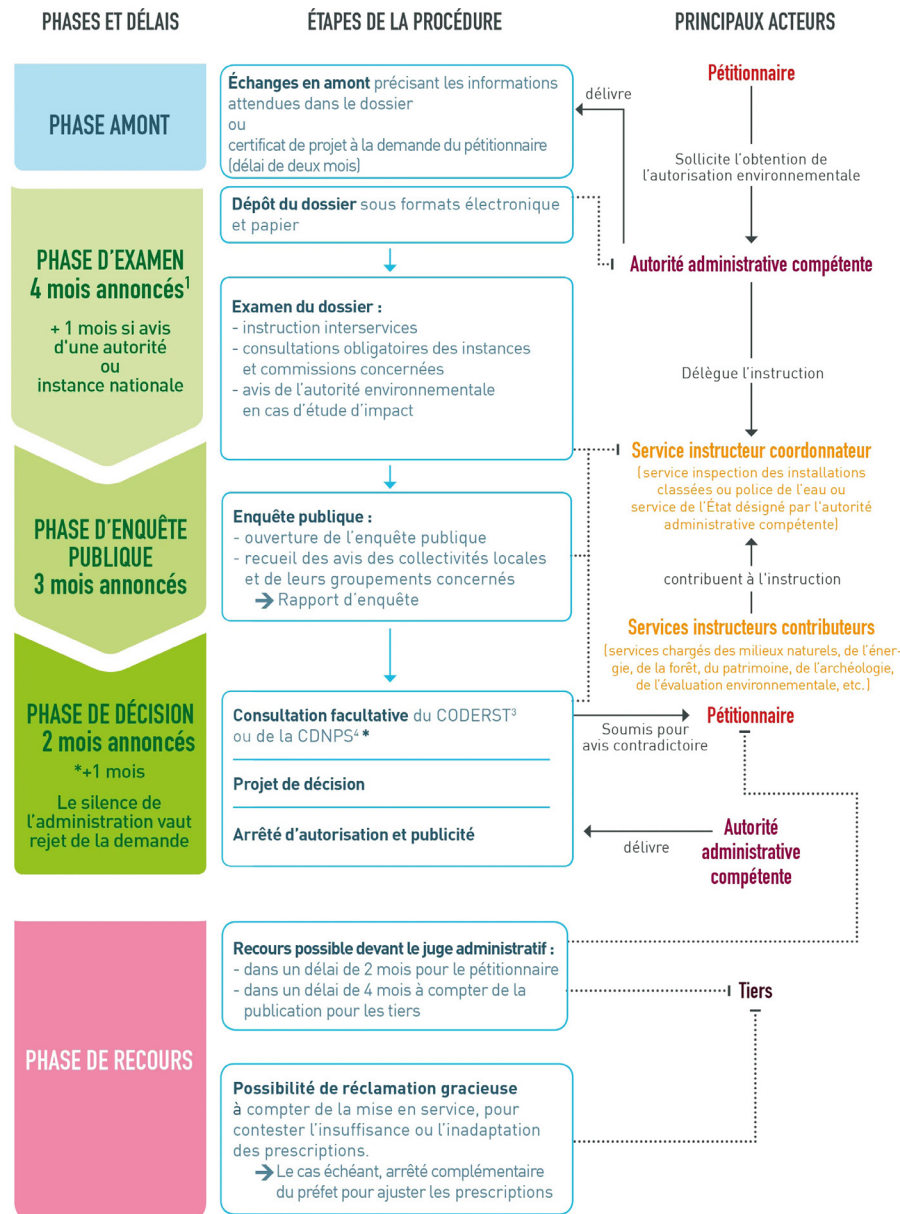 PHASES ET DÉLAIS
ÉTAPES DE LA PROCÉDURE
PRINCIPAUX ACTEURS
PHASE AMONT
Échanges en amont précisant les informations
attendues dans le dossier
ou
certificat de projet à la demande du pétitionnaire
(délai de deux mois)
délivre
Pétitionnaire
Sollicite l'obtention de
l'autorisation environnementale
PHASE D'EXAMEN
4 mois annoncés¹
+ 1 mois si avis
d'une autorité
ou
instance nationale
Dépôt du dossier sous formats électronique
et papier
Autorité administrative compétente
Examen du dossier :
- instruction interservices
- consultations obligatoires des instances
et commissions concernées
- avis de l'autorité environnementale
en cas d'étude d'impact
Délègue l'instruction
Service instructeur coordonnateur
(service inspection des installations
classées ou police de l'eau ou
service de l'État désigné par l'autorité
administrative compétente)
PHASE D'ENQUÊTE
PUBLIQUE
3 mois annoncés
Enquête publique :
- ouverture de l'enquête publique
- recueil des avis des collectivités locales
et de leurs groupements concernés
→ Rapport d'enquête
contribuent à l'instruction
Services instructeurs contributeurs
(services chargés des milieux naturels, de l'éner-
gie, de la forêt, du patrimoine, de l'archéologie,
de l'évaluation environnementale, etc.)
PHASE DE DÉCISION
2 mois annoncés
*+1 mois
Le silence de
l'administration vaut
rejet de la demande
Consultation facultative du CODERST³
ou de la CDNPS⁴ *
Projet de décision
Arrêté d'autorisation et publicité
Soumis pour
avis contradictoire
Pétitionnaire
délivre
Autorité
administrative
compétente
PHASE DE RECOURS
Recours possible devant le juge administratif :
- dans un délai de 2 mois pour le pétitionnaire
- dans un délai de 4 mois à compter de la
publication pour les tiers
Tiers
Possibilité de réclamation gracieuse
à compter de la mise en service, pour
contester l'insuffisance ou l'inadaptation
des prescriptions.
→ Le cas échéant, arrêté complémentaire
du préfet pour ajuster les prescriptions